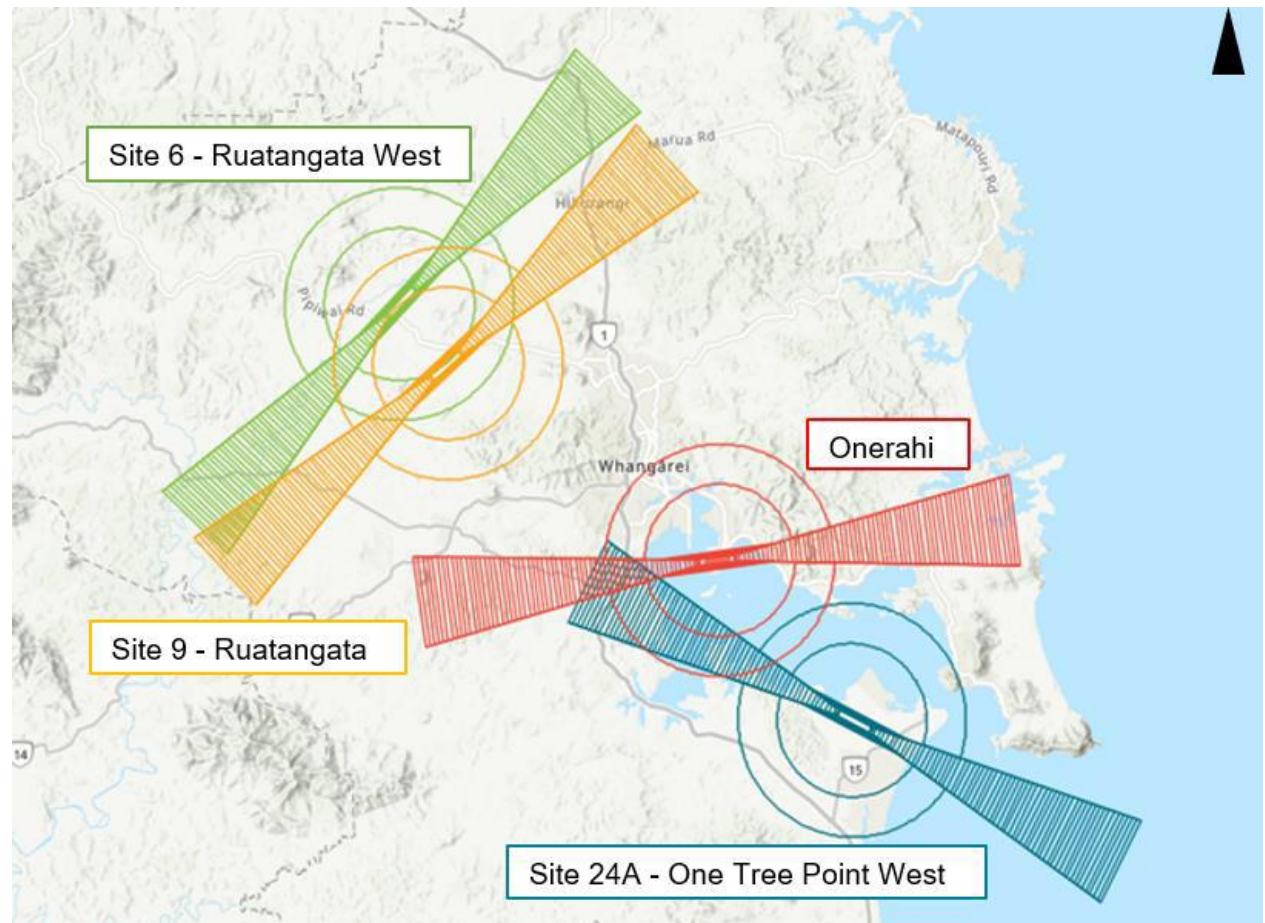 Matapouri Rd
Marua Rd
Site 6 - Ruatangata West
Hikurangi
Pipiwai Rd
1
Onerahi
Whangārei
Site 9 - Ruatangata
14
15
Site 24A - One Tree Point West